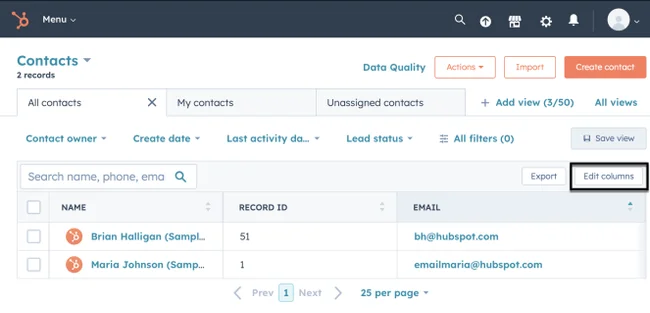 Menu
Contacts
2 records
Data Quality
Actions
Import
Create contact
All contacts
My contacts
Unassigned contacts
+ Add view (3/50)
All views
Contact owner
Create date
Last activity da...
Lead status
All filters (0)
Save view
Search name, phone, ema
Export
Edit columns
NAME
RECORD ID
EMAIL
Brian Halligan (Sampl...
51
bh@hubspot.com
Maria Johnson (Samp...
1
emailmaria@hubspot.com
Prev
1
Next
25 per page